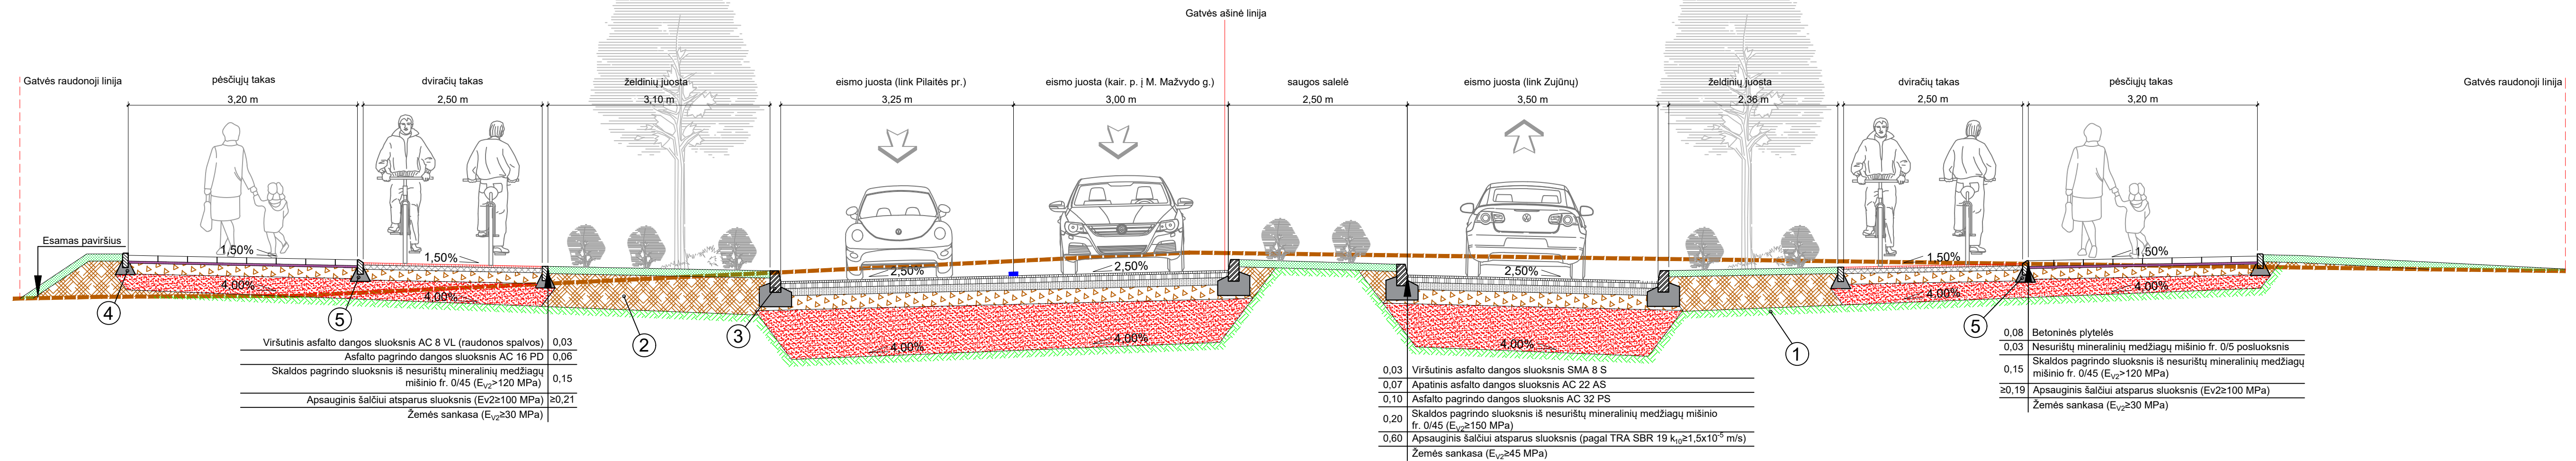 Gatvės ašinė linija
Gatvės raudonoji linija
pėsčiųjų takas
dviračių takas
želdinių juosta
eismo juosta (link Pilaitės pr.)
eismo juosta (kair. p. į M. Mažvydo g.)
saugos salelė
eismo juosta (link Zujūnų)
želdinių juosta
dviračių takas
pėsčiųjų takas
Gatvės raudonoji linija
3,20 m
2,50 m
3,10 m
3,25 m
3,00 m
2,50 m
3,50 m
2,36 m
2,50 m
3,20 m
Esamas paviršius
1,50%
1,50%
2,50%
2,50%
2,50%
1,50%
1,50%
4,00%
4,00%
4,00%
4,00%
4,00%
4,00%
4,00%
4
5
2
3
1
5
Viršutinis asfalto dangos sluoksnis AC 8 VL (raudonos spalvos) 0,03
Asfalto pagrindo dangos sluoksnis AC 16 PD 0,06
Skaldos pagrindo sluoksnis iš nesurištų mineralinių medžiagų
mišinio fr. 0/45 (EV2>120 MPa) 0,15
Apsauginis šalčiui atsparus sluoksnis (Ev2≥100 MPa) ≥0,21
Žemės sankasa (EV2≥30 MPa)
0,03 Viršutinis asfalto dangos sluoksnis SMA 8 S
0,07 Apatinis asfalto dangos sluoksnis AC 22 AS
0,10 Asfalto pagrindo dangos sluoksnis AC 32 PS
0,20 Skaldos pagrindo sluoksnis iš nesurištų mineralinių medžiagų mišinio
fr. 0/45 (EV2≥150 MPa)
0,60 Apsauginis šalčiui atsparus sluoksnis (pagal TRA SBR 19 k10≥1,5x10-5 m/s)
Žemės sankasa (EV2≥45 MPa)
0,08 Betoninės plytelės
0,03 Nesurištų mineralinių medžiagų mišinio fr. 0/5 posluoksnis
0,15 Skaldos pagrindo sluoksnis iš nesurištų mineralinių medžiagų
mišinio fr. 0/45 (EV2>120 MPa)
≥0,19 Apsauginis šalčiui atsparus sluoksnis (Ev2≥100 MPa)
Žemės sankasa (EV2≥30 MPa)